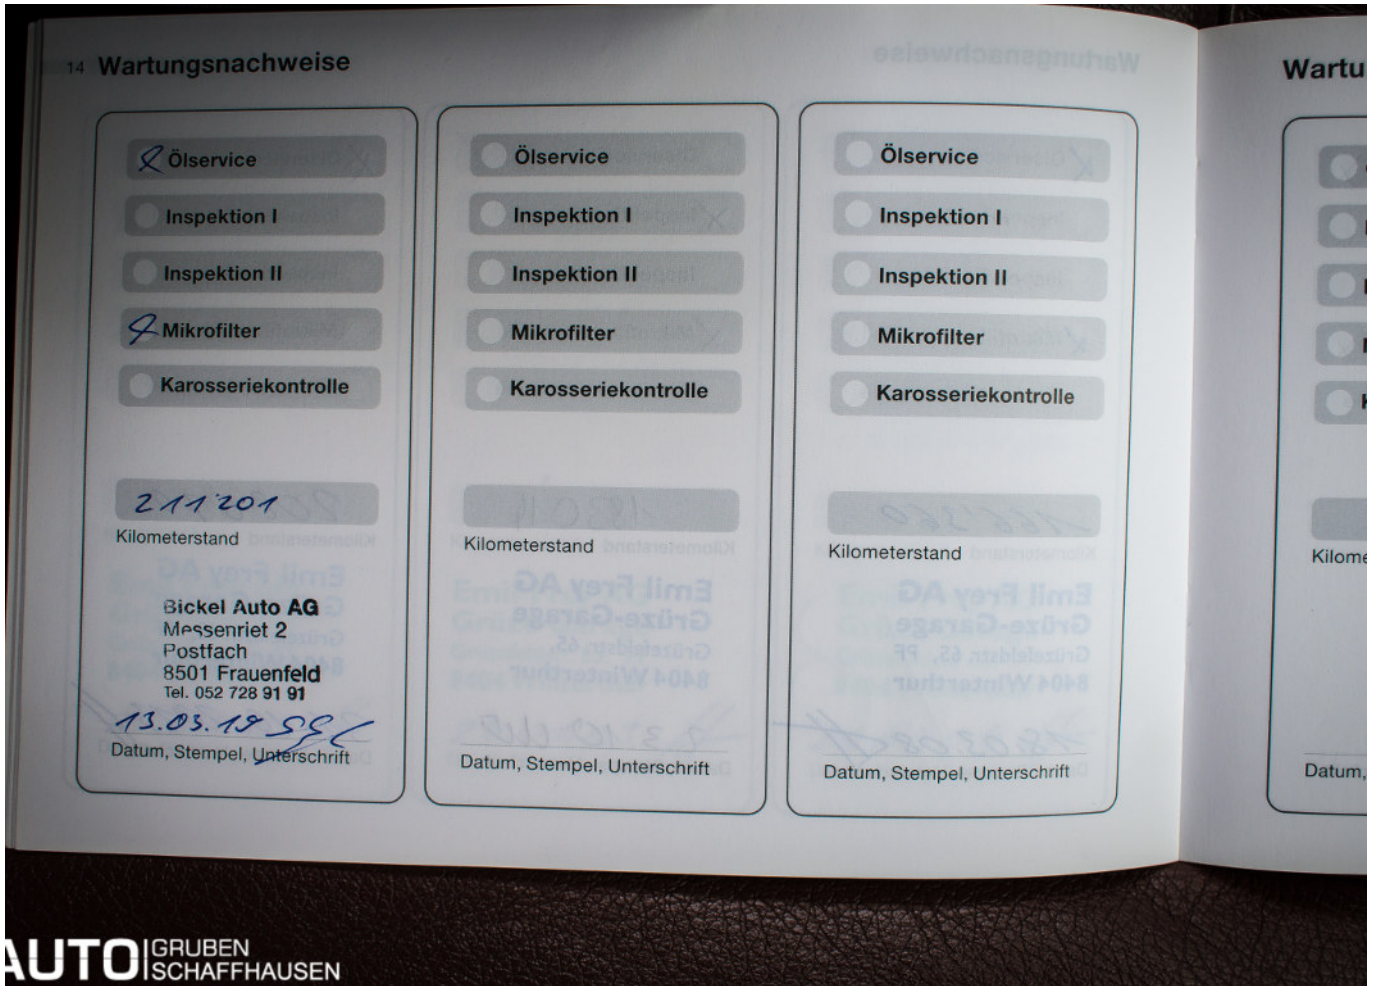 14 Wartungsnachweise
Ölservice
Inspektion I
Inspektion II
Mikrofilter
Karosseriekontrolle
211'201
Kilometerstand
Bickel Auto AG
Messenriet 2
Postfach
8501 Frauenfeld
Tel. 052 728 91 91
13.03.19
Datum, Stempel, Unterschrift
Ölservice
Inspektion I
Inspektion II
Mikrofilter
Karosseriekontrolle
Kilometerstand
Datum, Stempel, Unterschrift
Ölservice
Inspektion I
Inspektion II
Mikrofilter
Karosseriekontrolle
Kilometerstand
Datum, Stempel, Unterschrift
Wartu
Kilome
Datum,
AUTO GRUBEN
SCHAFFHAUSEN